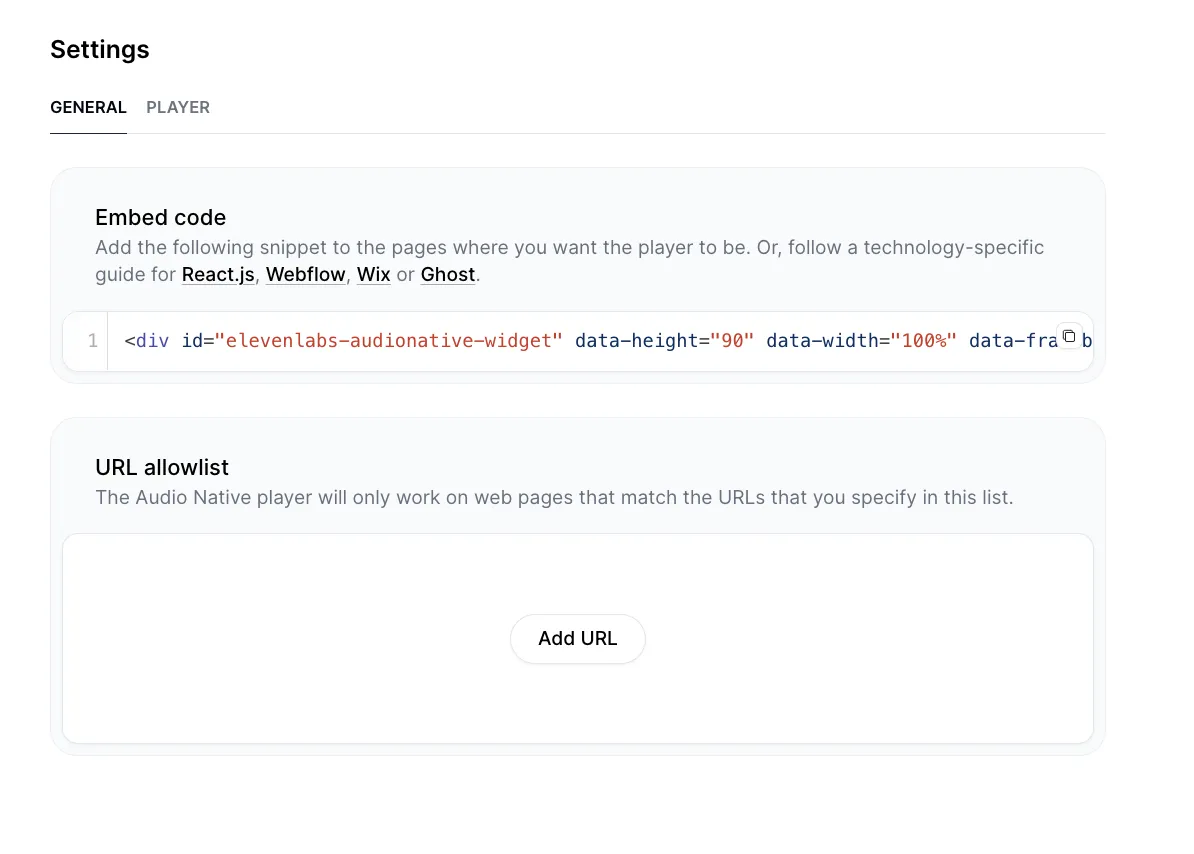 Settings
GENERAL PLAYER
Embed code
Add the following snippet to the pages where you want the player to be. Or, follow a technology-specific
guide for React.js, Webflow, Wix or Ghost.
1 <div id="elevenlabs-audionative-widget" data-height="90" data-width="100%" data-fra b
URL allowlist
The Audio Native player will only work on web pages that match the URLs that you specify in this list.
Add URL